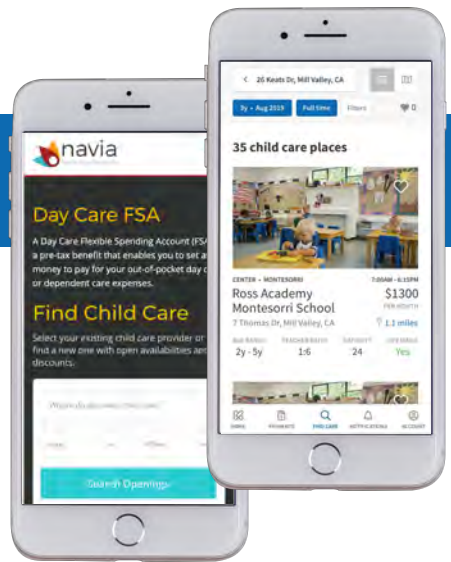 navia
Day Care FSA
A Day Care Flexible Spending Account (FSA
a pre-tax benefit that enables you to set a
money to pay for your out-of-pocket day c
or dependent care expenses.
Find Child Care
Select your existing child care provider or
find a new one with open availabilities and
discounts.
Search Openings
26 Keats Dr, Mill Valley, CA
3y • Aug 2019
Full time
Filters
0
35 child care places
CENTER • MONTESSORI
7:00AM - 6:15PM
Ross Academy
Montesorri School
$1300
PER MONTH
7 Thomas Dr, Mill Valley, CA
1.1 miles
AGE RANGE
TEACHER RATIO
CAPACITY
2y - 5y
1:6
24
Yes
PAYMENTS
FIND CARE
NOTIFICATIONS
ACCOUNT